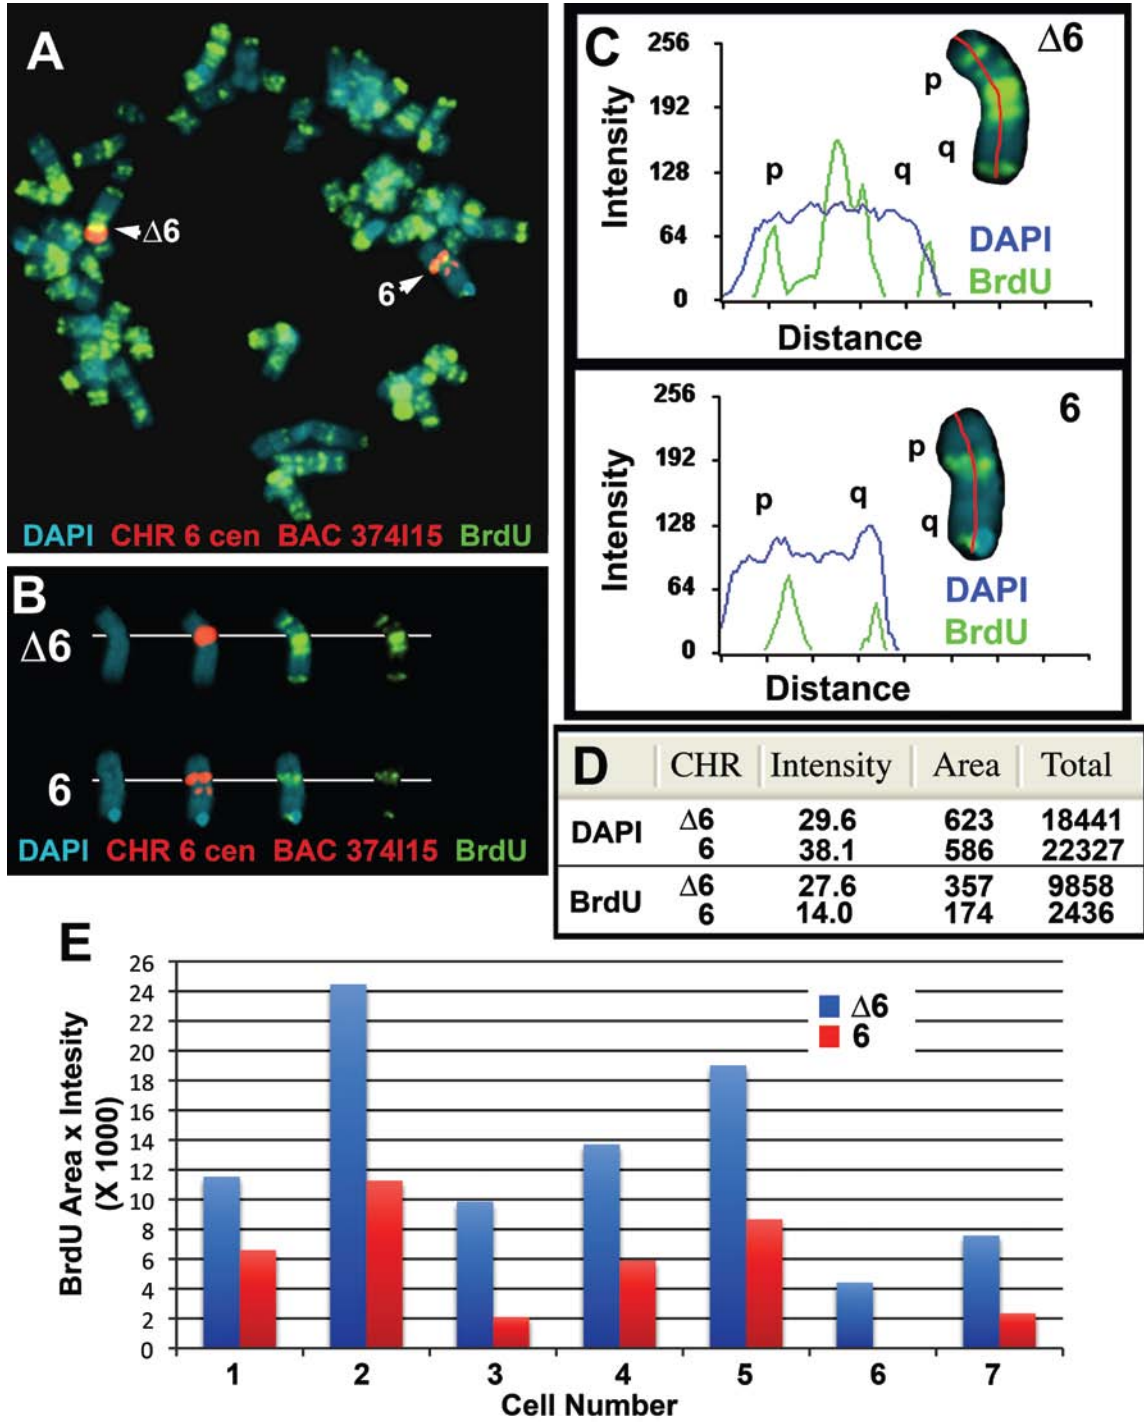 A
Δ6
6
DAPI CHR 6 cen BAC 374I15 BrdU
B
Δ6
6
DAPI CHR 6 cen BAC 374I15 BrdU
C
Δ6
256
192
128
64
0
Intensity
p
q
p
q
DAPI
BrdU
Distance
6
256
192
128
64
0
Intensity
p
q
p
q
DAPI
BrdU
Distance
D CHR Intensity Area Total
DAPI Δ6 29.6 623 18441
6 38.1 586 22327
BrdU Δ6 27.6 357 9858
6 14.0 174 2436
E
BrdU Area x Intesity
(X 1000)
26
24
22
20
18
16
14
12
10
8
6
4
2
0
Δ6
6
1 2 3 4 5 6 7
Cell Number